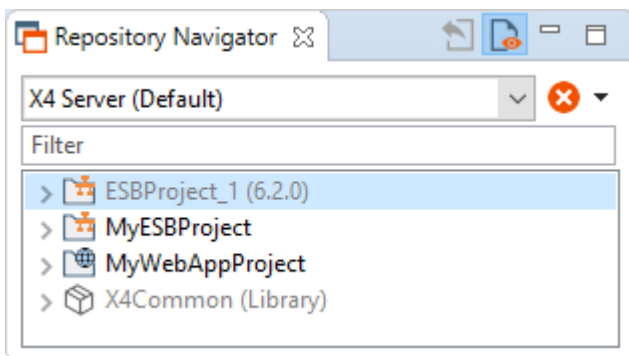 Repository Navigator
X4 Server (Default)
Filter
ESBProject_1 (6.2.0)
MyESBProject
MyWebAppProject
X4Common (Library)